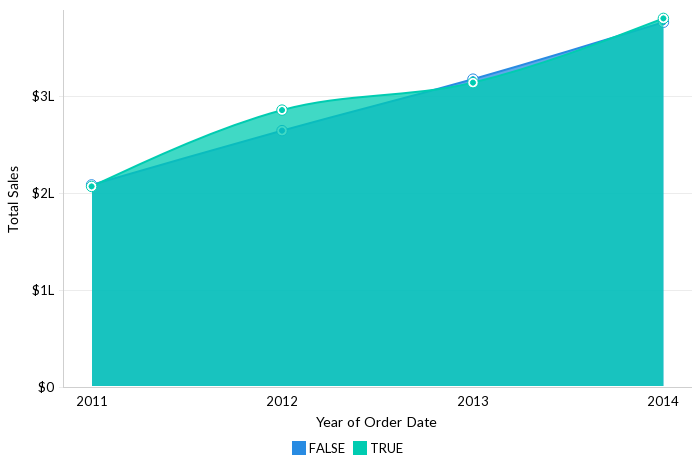 $3L
$2L
$1L
$0
Total Sales
2011 2012 2013 2014
Year of Order Date
FALSE TRUE